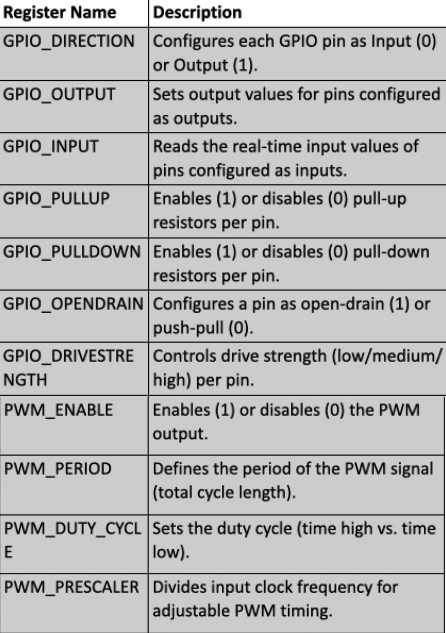 Register Name Description
GPIO_DIRECTION Configures each GPIO pin as Input (0)
or Output (1).
GPIO_OUTPUT Sets output values for pins configured
as outputs.
GPIO_INPUT Reads the real-time input values of
pins configured as inputs.
GPIO_PULLUP Enables (1) or disables (0) pull-up
resistors per pin.
GPIO_PULLDOWN Enables (1) or disables (0) pull-down
resistors per pin.
GPIO_OPENDRAIN Configures a pin as open-drain (1) or
push-pull (0).
GPIO_DRIVESTRE Controls drive strength (low/medium/
NGTH high) per pin.
PWM_ENABLE Enables (1) or disables (0) the PWM
output.
PWM_PERIOD Defines the period of the PWM signal
(total cycle length).
PWM_DUTY_CYCL Sets the duty cycle (time high vs. time
E low).
PWM_PRESCALER Divides input clock frequency for
adjustable PWM timing.